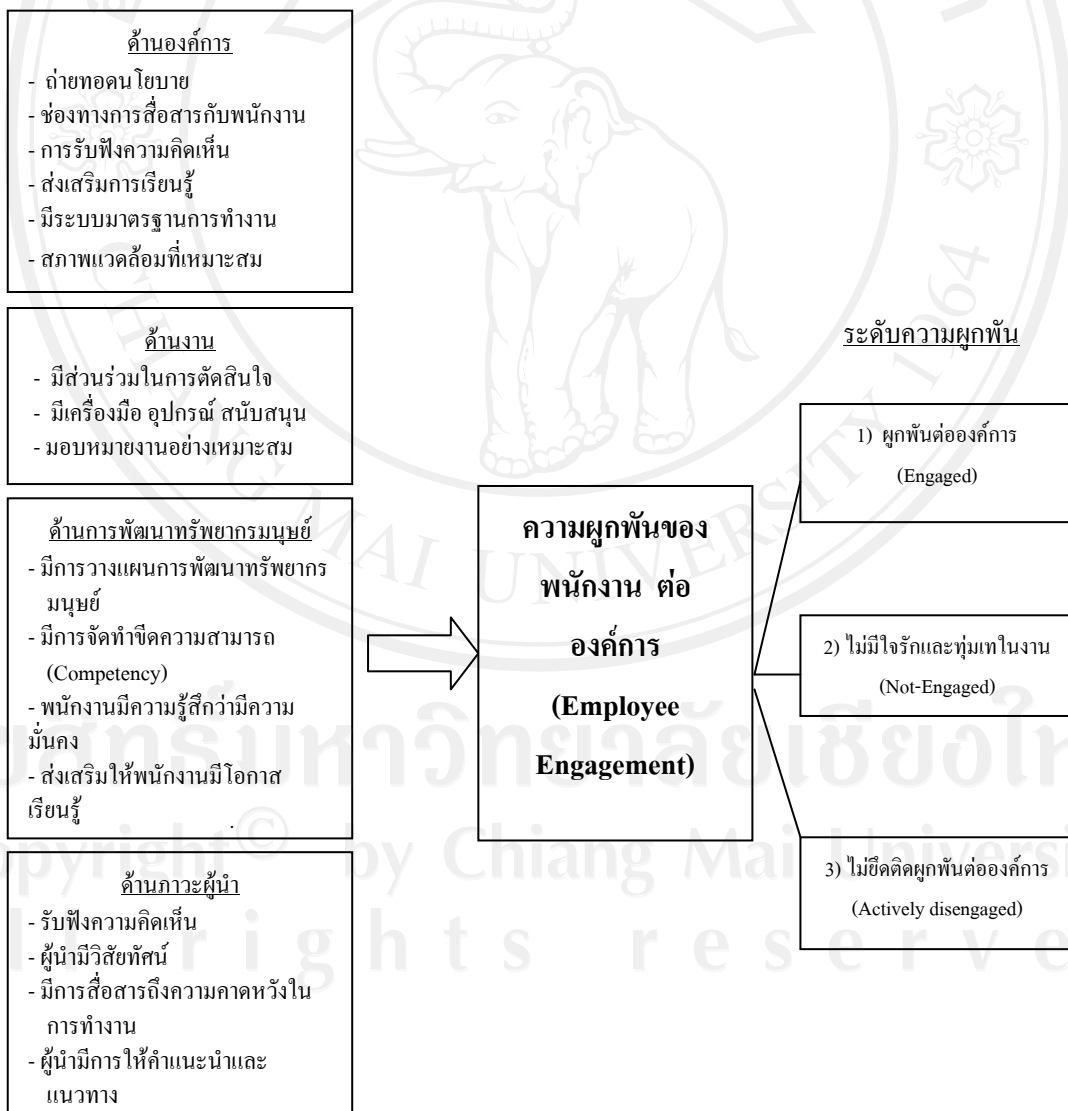 ด้านองค์การ
- ถ่ายทอดนโยบาย
- ช่องทางการสื่อสารกับพนักงาน
- การรับฟังความคิดเห็น
- ส่งเสริมการเรียนรู้
- มีระบบมาตรฐานการทำงาน
- สภาพแวดล้อมที่เหมาะสม
ด้านงาน
- มีส่วนร่วมในการตัดสินใจ
- มีเครื่องมือ อุปกรณ์ สนับสนุน
- มอบหมายงานอย่างเหมาะสม
ด้านการพัฒนาทรัพยากรมนุษย์
- มีการวางแผนการพัฒนาทรัพยากร
มนุษย์
- มีการจัดทำขีดความสามารถ
(Competency)
- พนักงานมีความรู้สึกว่ามีความ
มั่นคง
- ส่งเสริมให้พนักงานมีโอกาส
เรียนรู้
ด้านภาวะผู้นำ
- รับฟังความคิดเห็น
- ผู้นำมีวิสัยทัศน์
- มีการสื่อสารถึงความคาดหวังใน
การทำงาน
- ผู้นำมีการให้คำแนะนำและ
แนวทาง
ความผูกพันของ
พนักงาน ต่อ
องค์การ
(Employee
Engagement)
ระดับความผูกพัน
1) ผูกพันต่อองค์การ
(Engaged)
2) ไม่มีใจรักและทุ่มเทในงาน
(Not-Engaged)
3) ไม่ยึดติดผูกพันต่อองค์การ
(Actively disengaged)
CHIANG MAI UNIVERSITY 1964
สิทธิ์มหาวิทยาลัยเชียงให
opyright© by Chiang Mai Universi
ll rights reserve